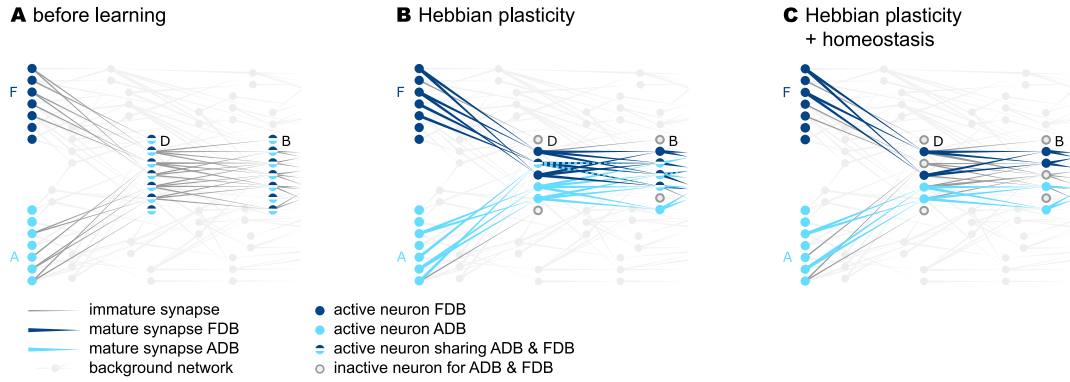 A before learning
B Hebbian plasticity
C Hebbian plasticity
+ homeostasis
F
D
B
A
F
D
B
A
F
D
B
A
immature synapse
mature synapse FDB
mature synapse ADB
background network
active neuron FDB
active neuron ADB
active neuron sharing ADB & FDB
inactive neuron for ADB & FDB